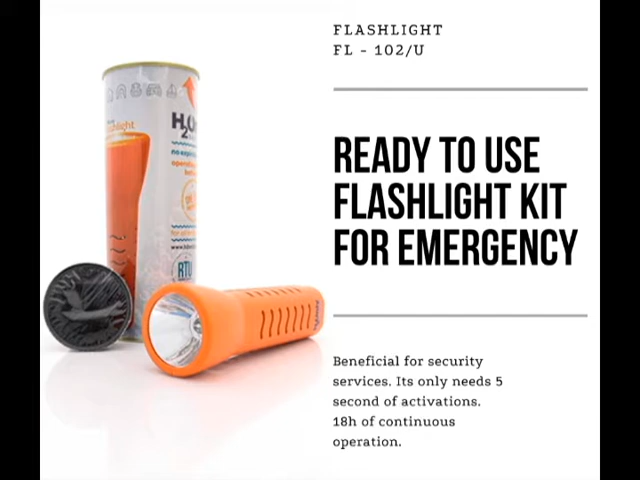 FLASHLIGHT
FL - 102/U
READY TO USE
FLASHLIGHT KIT
FOR EMERGENCY
Beneficial for security
services. Its only needs 5
second of activations.
18h of continuous
operation.
RTU